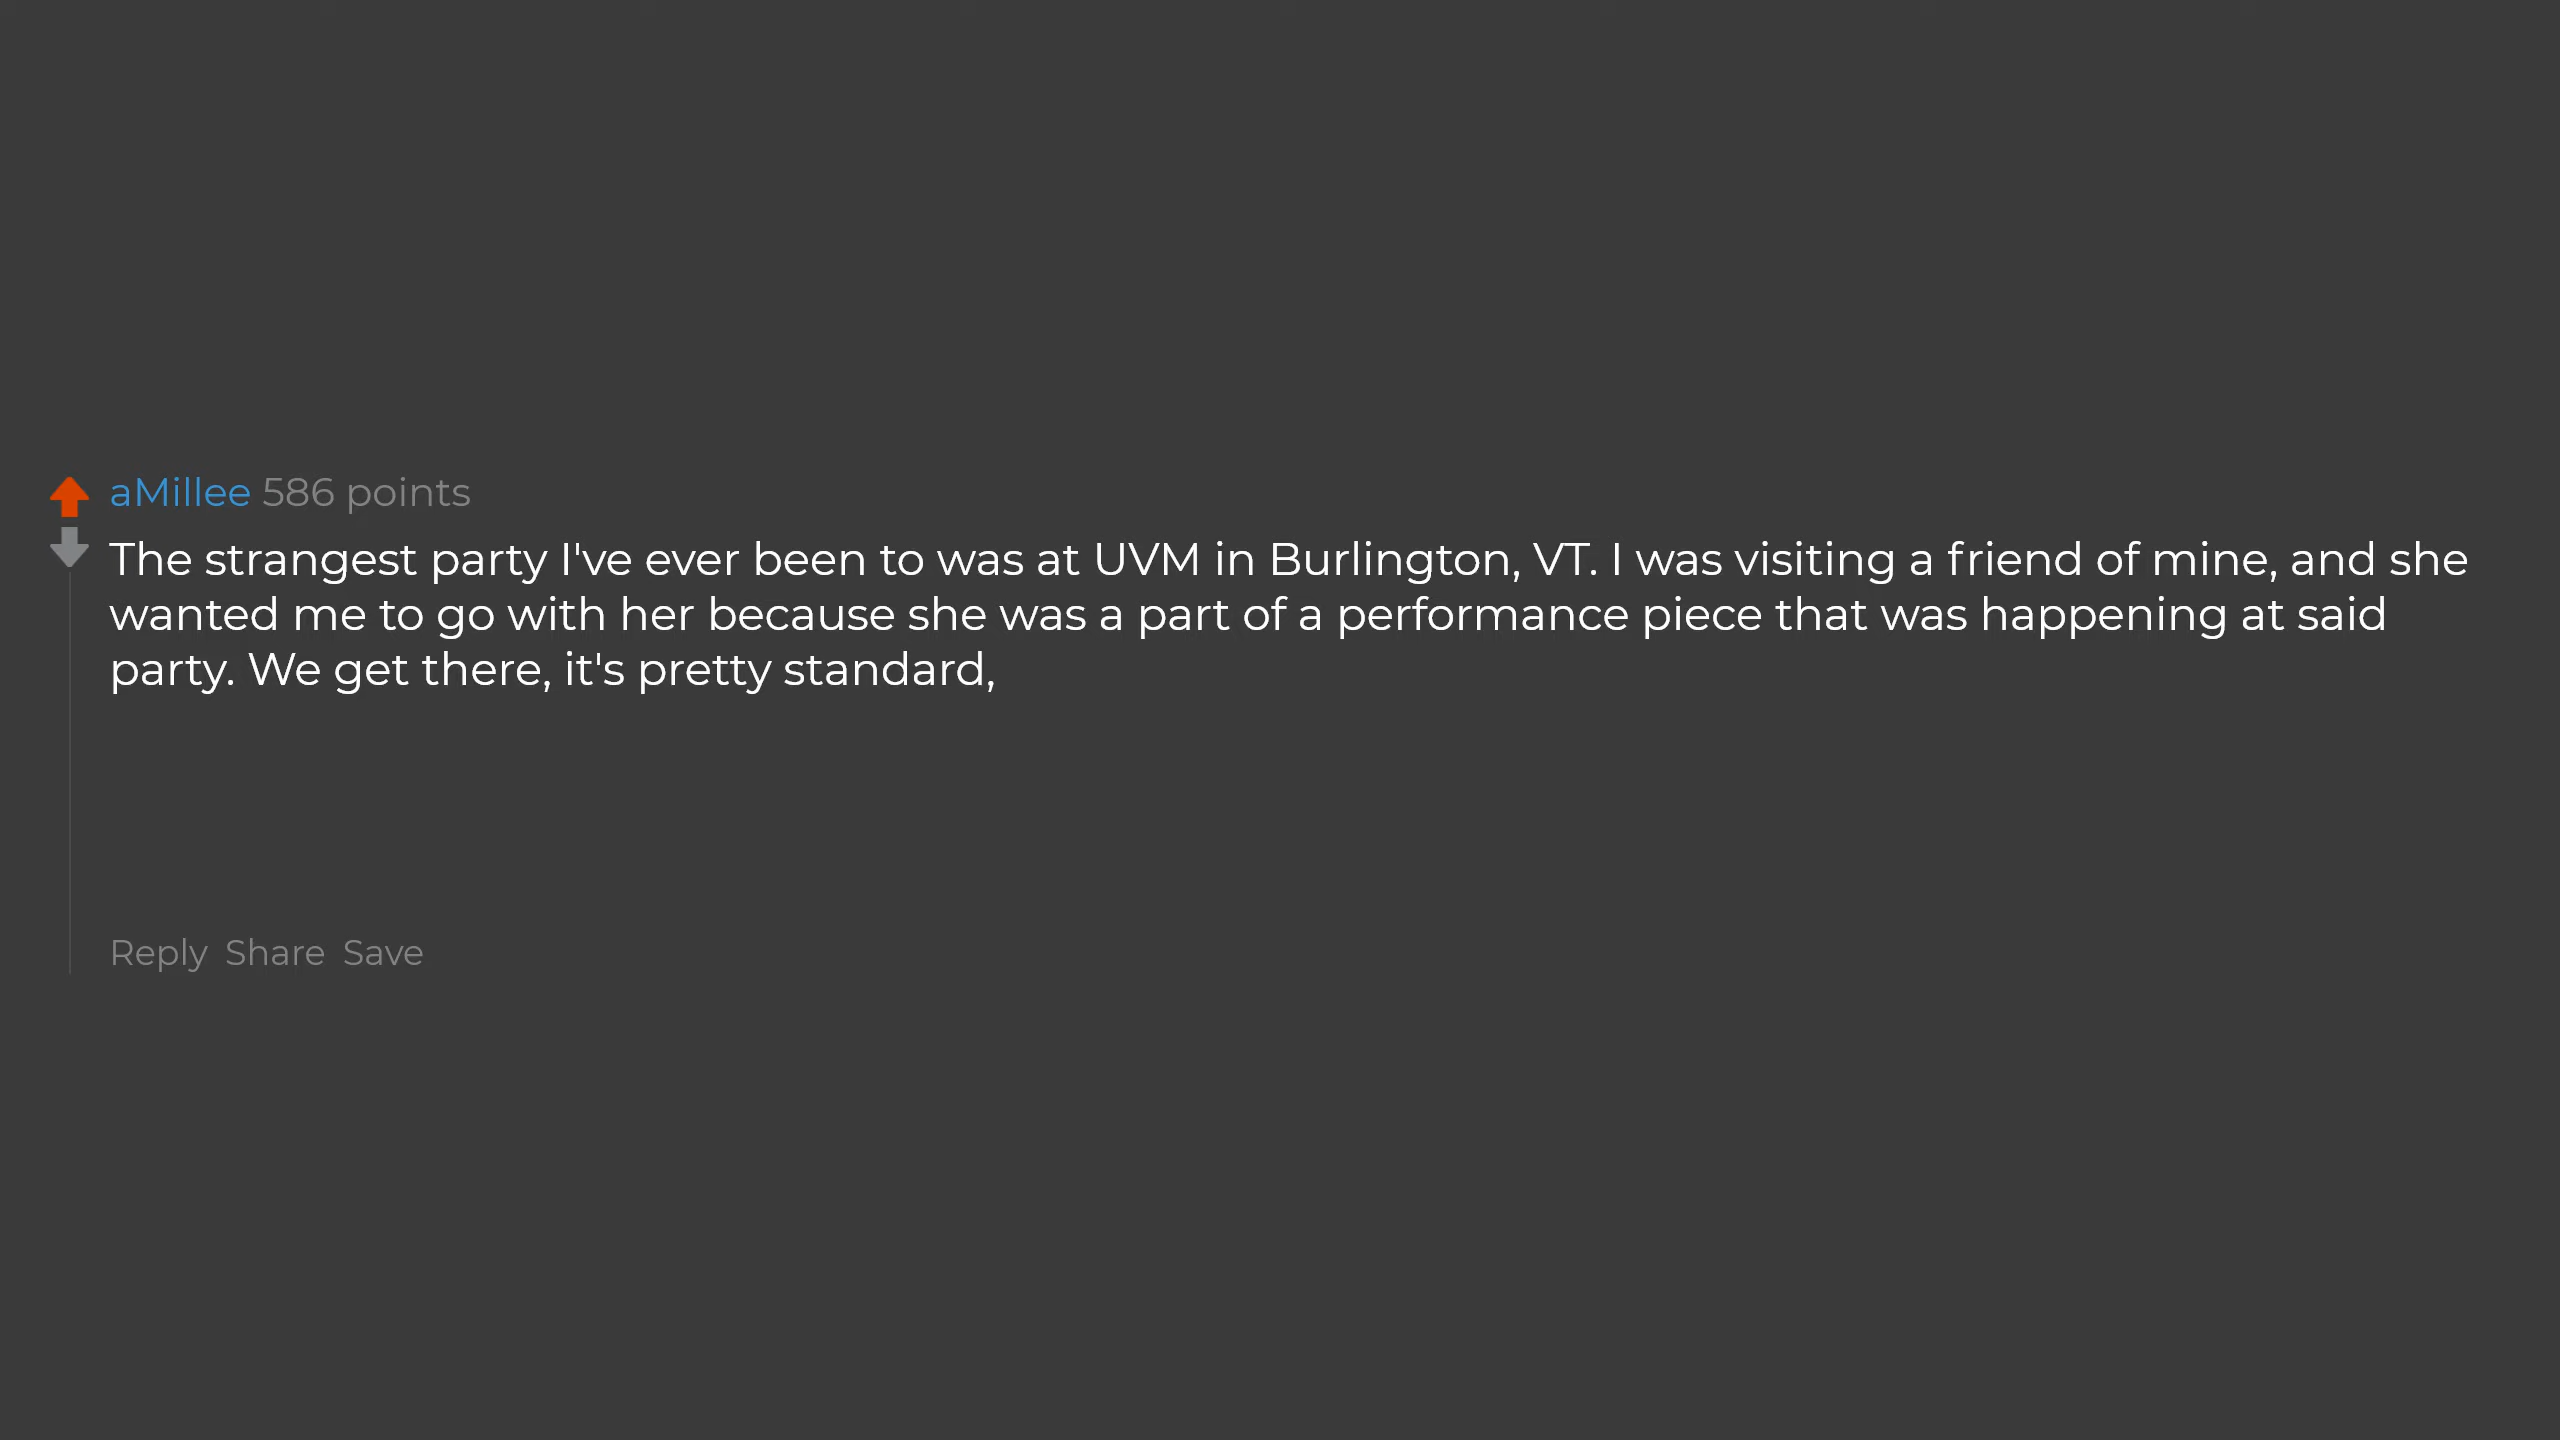 aMillee 586 points
The strangest party I've ever been to was at UVM in Burlington, VT. I was visiting a friend of mine, and she
wanted me to go with her because she was a part of a performance piece that was happening at said
party. We get there, it's pretty standard,
Reply Share Save